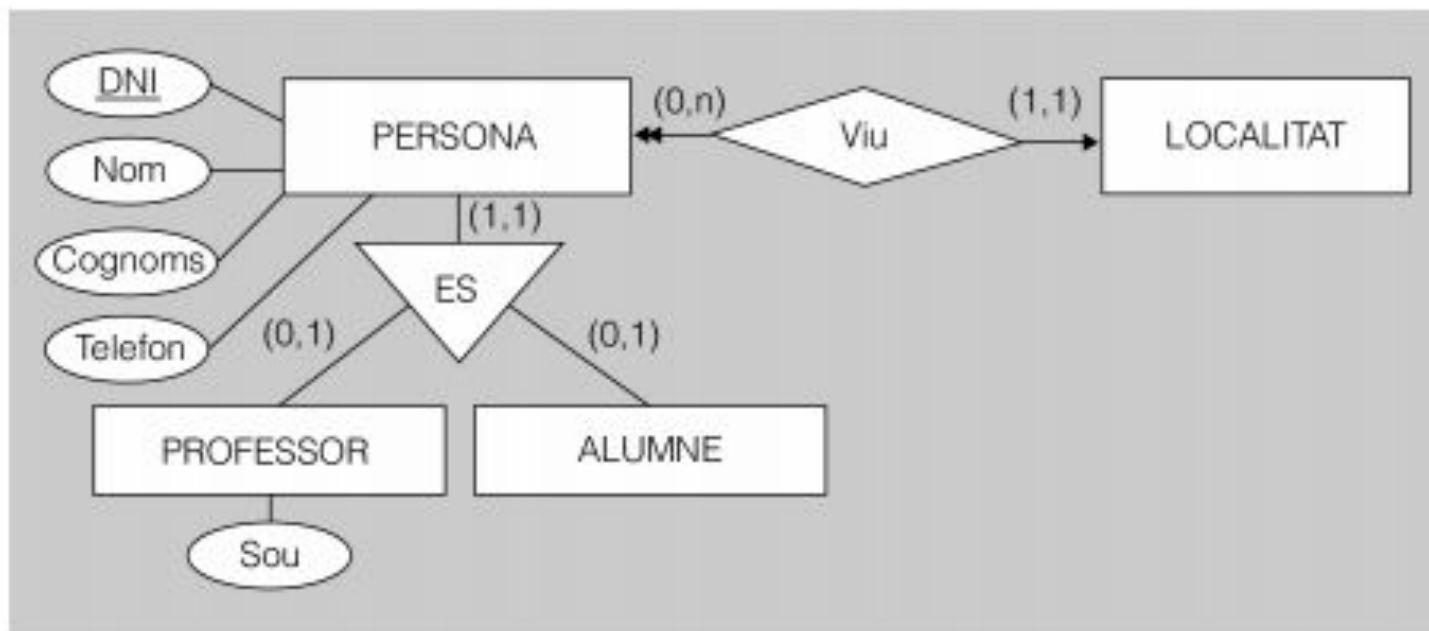 DNI
Nom
Cognoms
Telefon
PERSONA
(0,n)
Viu
(1,1)
LOCALITAT
(1,1)
ES
(0,1)
(0,1)
PROFESSOR
ALUMNE
Sou